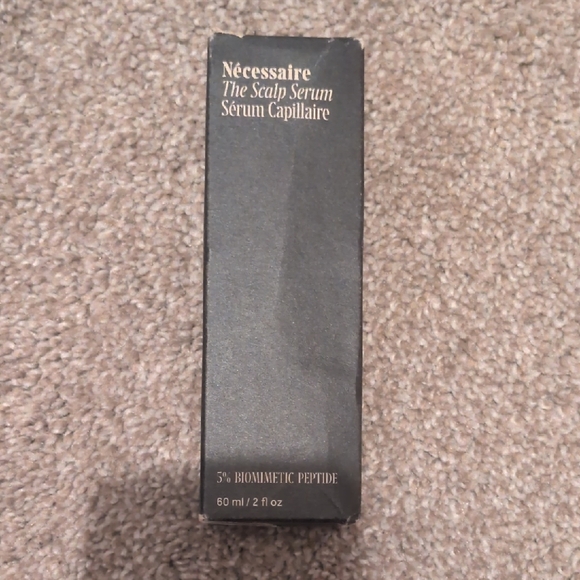 Nécessaire
The Scalp Serum
Sérum Capillaire
5% BIOMIMETIC PEPTIDE
60 ml / 2 fl oz